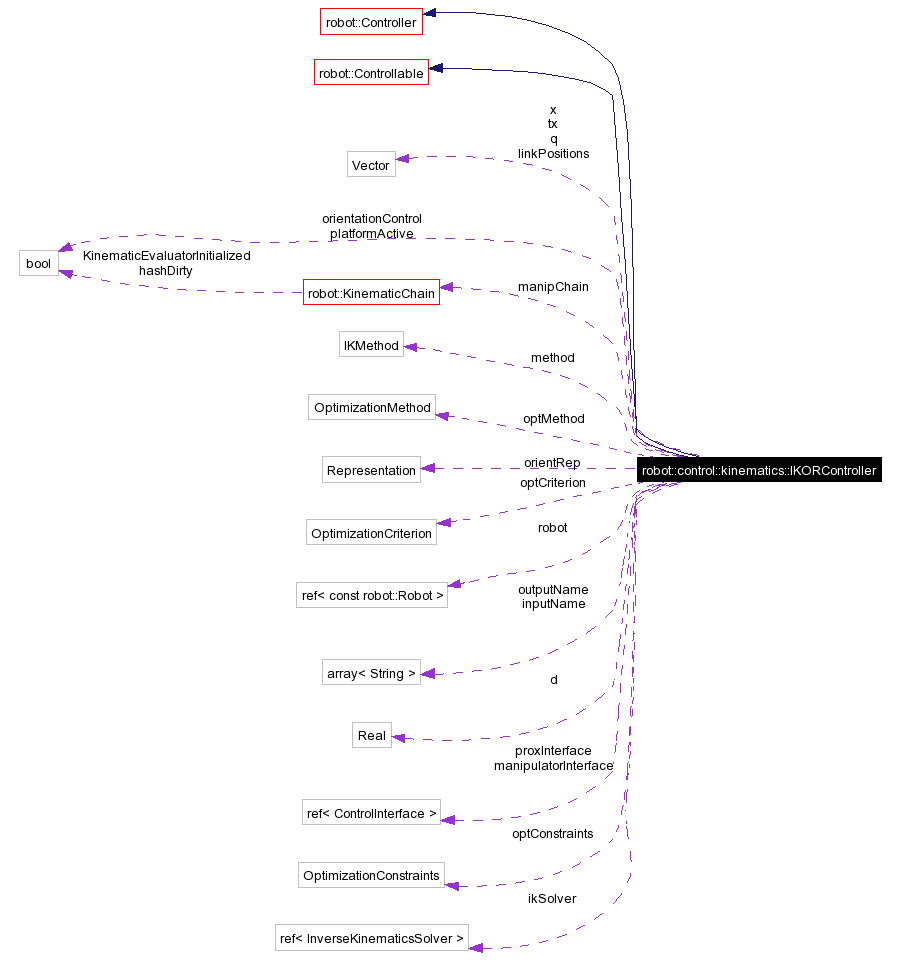 robot::Controller
robot::Controllable
x
tx
q
linkPositions
Vector
orientationControl
platformActive
bool
KinematicEvaluatorInitialized
hashDirty
robot::KinematicChain
manipChain
IKMethod
method
OptimizationMethod
optMethod
Representation
orientRep
robot::control::kinematics::IKORController
optCriterion
OptimizationCriterion
robot
ref< const robot::Robot >
outputName
inputName
array< String >
d
Real
proxInterface
manipulatorInterface
ref< ControlInterface >
optConstraints
OptimizationConstraints
ikSolver
ref< InverseKinematicsSolver >